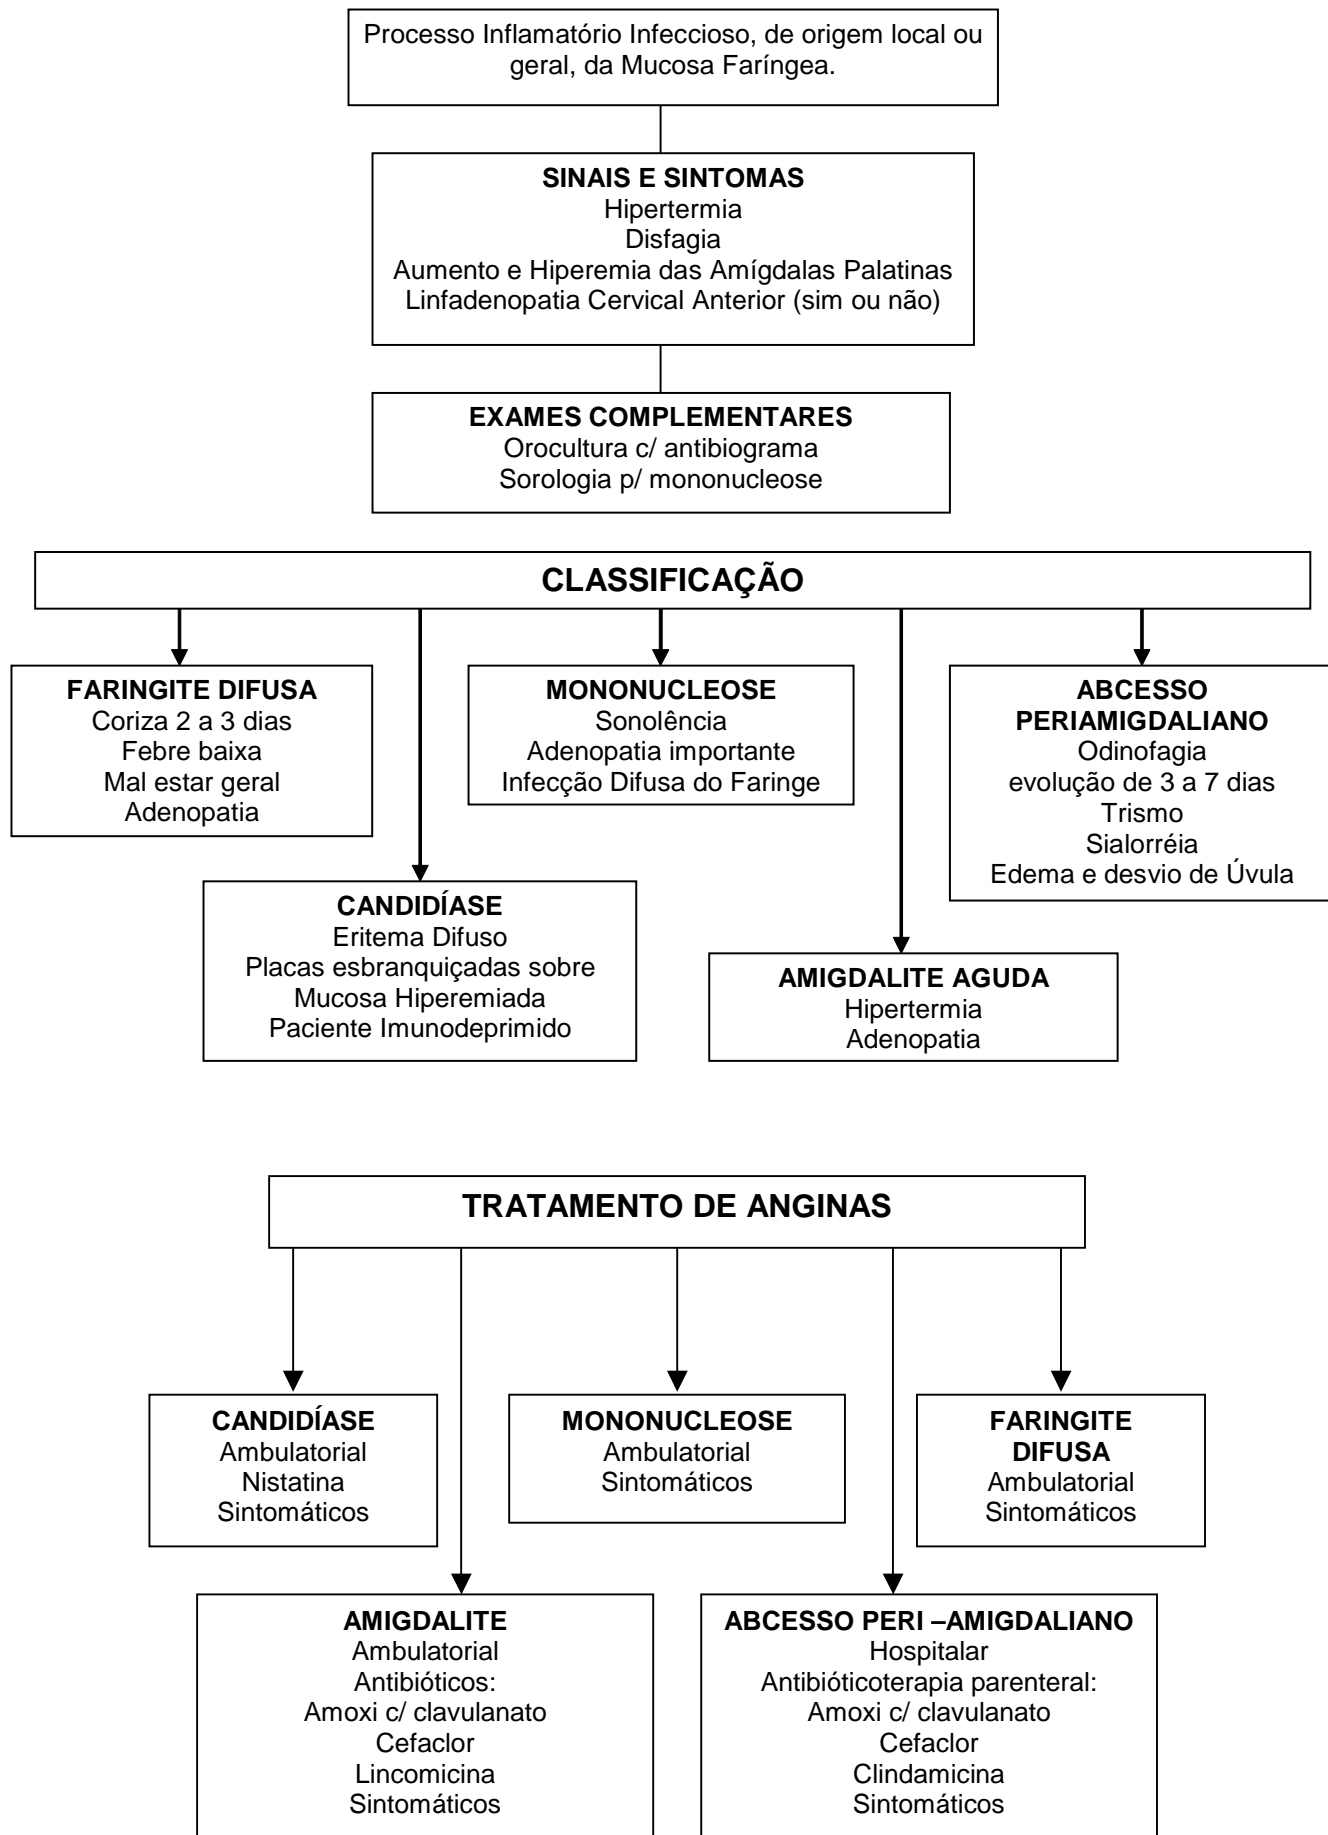 Processo Inflamatório Infeccioso, de origem local ou
geral, da Mucosa Faríngea.
SINAIS E SINTOMAS
Hipertermia
Disfagia
Aumento e Hiperemia das Amígdalas Palatinas
Linfadenopatia Cervical Anterior (sim ou não)
EXAMES COMPLEMENTARES
Orocultura c/ antibiograma
Sorologia p/ mononucleose
CLASSIFICAÇÃO
FARINGITE DIFUSA
Coriza 2 a 3 dias
Febre baixa
Mal estar geral
Adenopatia
MONONUCLEOSE
Sonolência
Adenopatia importante
Infecção Difusa do Faringe
ABCESSO
PERIAMIGDALIANO
Odinofagia
evolução de 3 a 7 dias
Trismo
Sialorréia
Edema e desvio de Úvula
CANDIDÍASE
Eritema Difuso
Placas esbranquiçadas sobre
Mucosa Hiperemiada
Paciente Imunodeprimido
AMIGDALITE AGUDA
Hipertermia
Adenopatia
TRATAMENTO DE ANGINAS
CANDIDÍASE
Ambulatorial
Nistatina
Sintomáticos
MONONUCLEOSE
Ambulatorial
Sintomáticos
FARINGITE
DIFUSA
Ambulatorial
Sintomáticos
AMIGDALITE
Ambulatorial
Antibióticos:
Amoxi c/ clavulanato
Cefaclor
Lincomicina
Sintomáticos
ABCESSO PERI –AMIGDALIANO
Hospitalar
Antibióticoterapia parenteral:
Amoxi c/ clavulanato
Cefaclor
Clindamicina
Sintomáticos